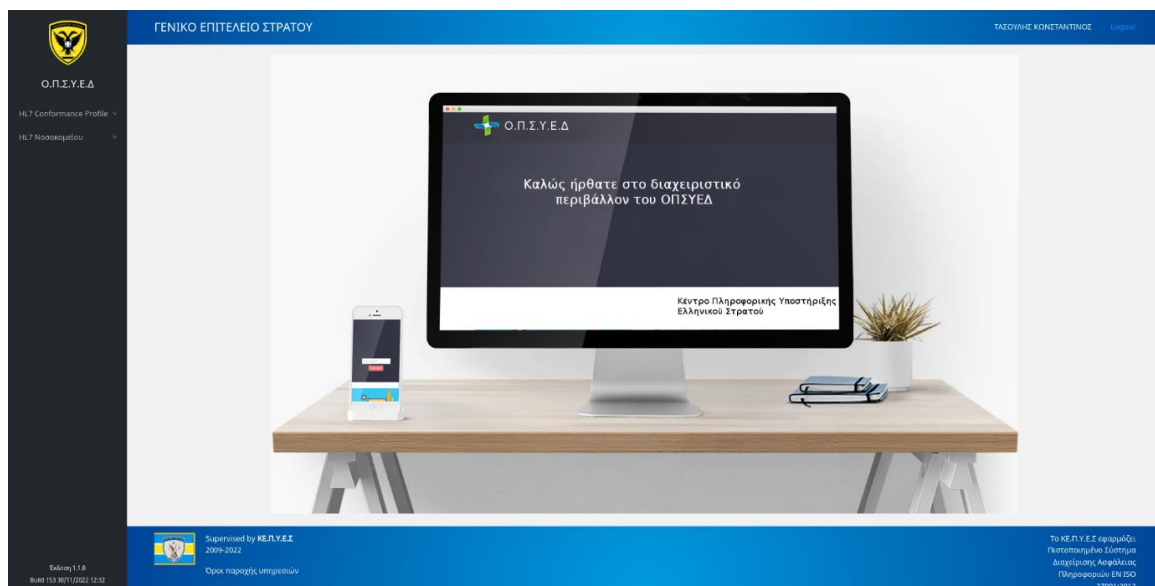 ΓΕΝΙΚΟ ΕΠΙΤΕΛΕΙΟ ΣΤΡΑΤΟΥ
ΤΑΣΟΥΛΗΣ ΚΩΝΣΤΑΝΤΙΝΟΣ
Logout
Ο.Π.Σ.Υ.Ε.Δ
HL7 Conformance Profile
HL7 Νοσοκομείου
Ο.Π.Σ.Υ.Ε.Δ
Καλώς ήρθατε στο διαχειριστικό
περιβάλλον του ΟΠΣΥΕΔ
Κέντρο Πληροφορικής Υποστήριξης
Ελληνικού Στρατού
Supervised by ΚΕ.Π.Υ.Ε.Σ
2009-2022
Όροι παροχής υπηρεσιών
Το ΚΕ.Π.Υ.Ε.Σ εφαρμόζει
Πιστοποιημένο Σύστημα
Διαχείρισης Ασφάλειας
Πληροφοριών EN ISO
27001:2013
Έκδοση 1.1.0
Build 153 30/11/2022 12:32